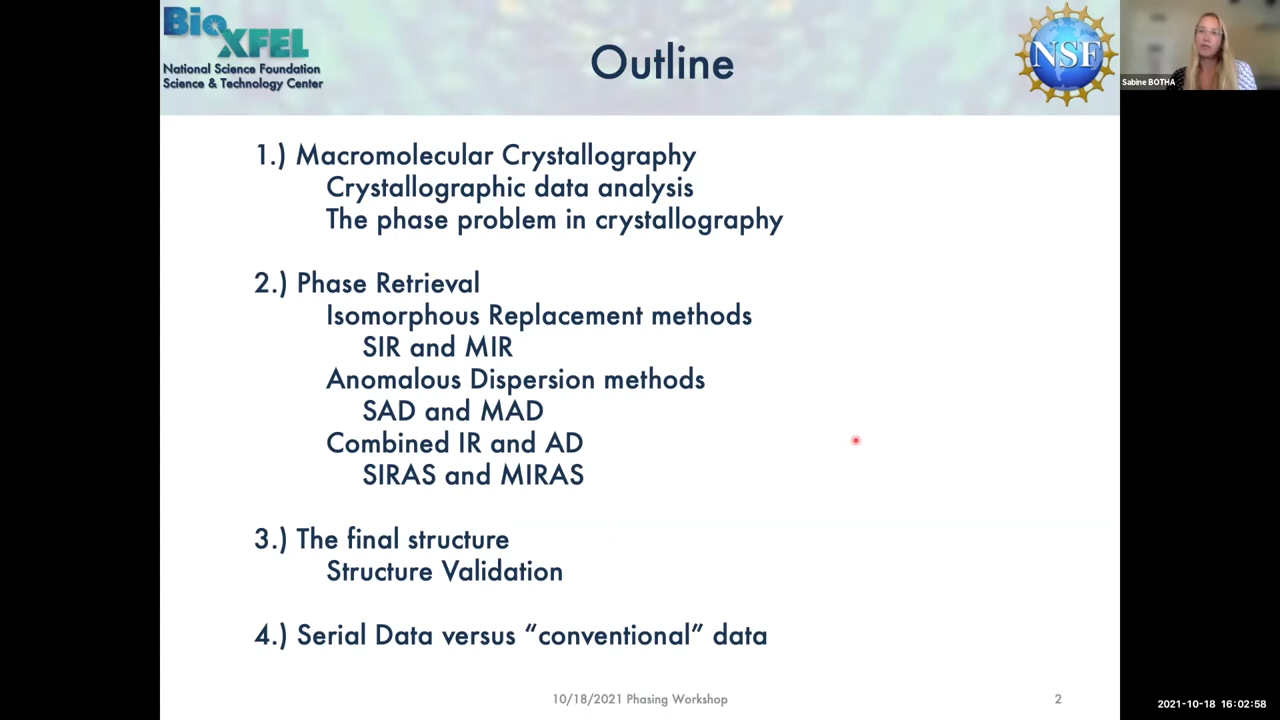 Bio
XFEL
National Science Foundation
Science & Technology Center
Outline
NSF
Sabine BOTHA
1.) Macromolecular Crystallography
Crystallographic data analysis
The phase problem in crystallography
2.) Phase Retrieval
Isomorphous Replacement methods
SIR and MIR
Anomalous Dispersion methods
SAD and MAD
Combined IR and AD
SIRAS and MIRAS
3.) The final structure
Structure Validation
4.) Serial Data versus “conventional” data
10/18/2021 Phasing Workshop
2
2021-10-18 16:02:58